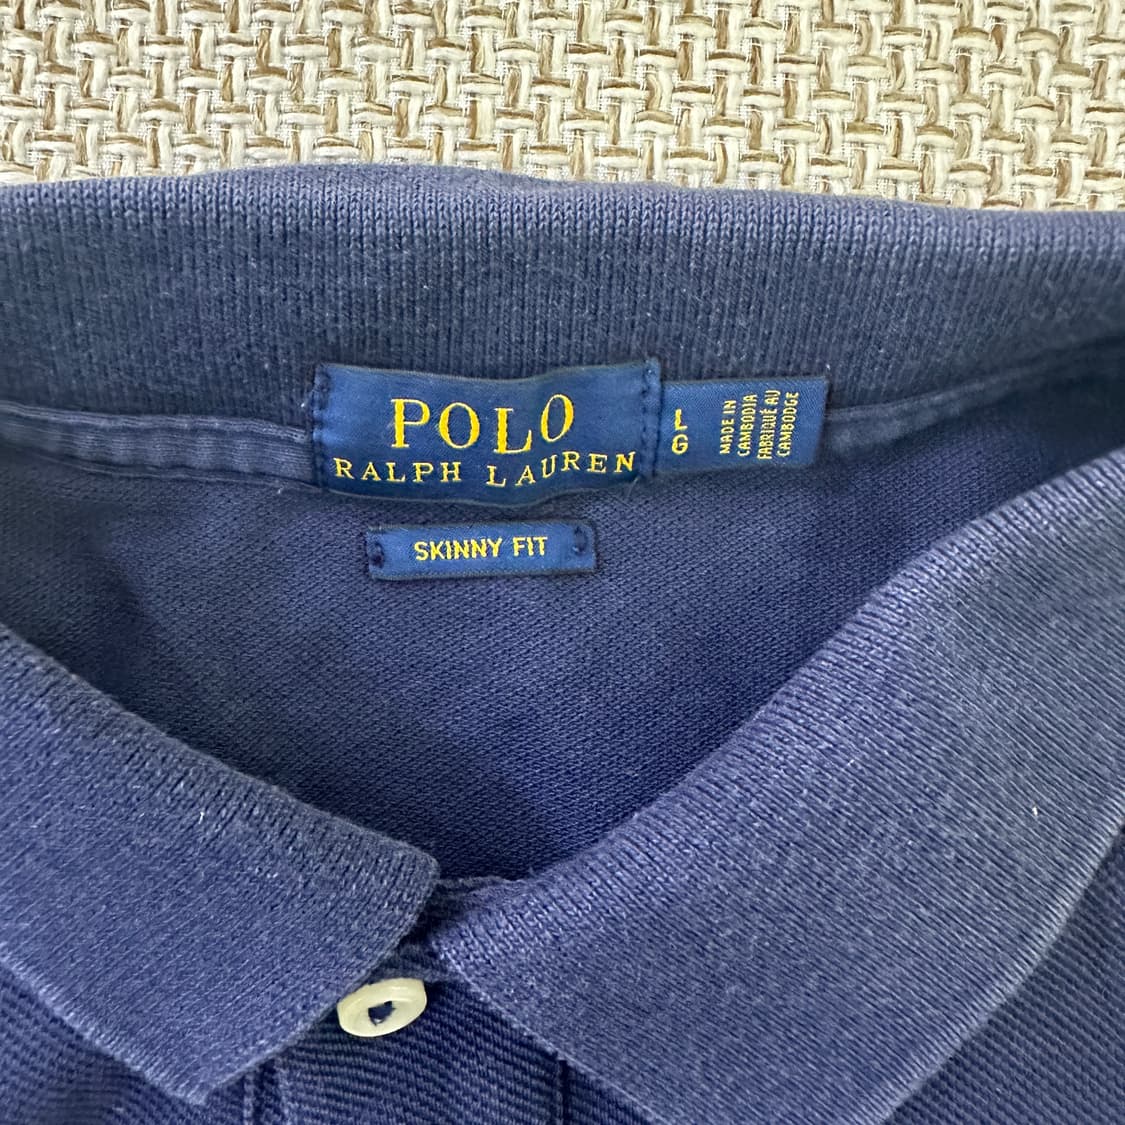 POLO
RALPH LAUREN
L
G
MADE IN
CAMBODIA
FABRIQUÉ AU
CAMBODGE
SKINNY FIT